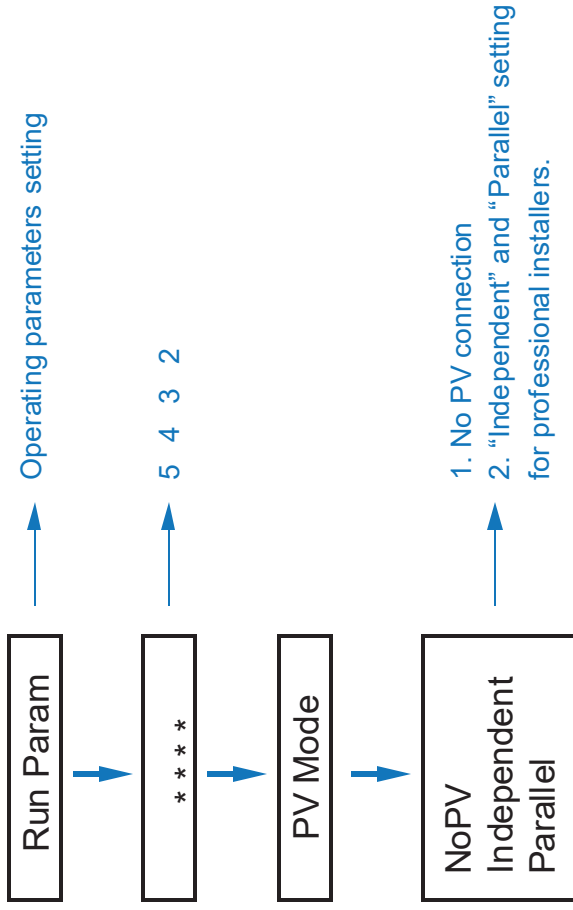 Run Param
Operating parameters setting
* * * *
5 4 3 2
PV Mode
NoPV
Independent
Parallel
1. No PV connection
2. “Independent” and “Parallel” setting
for professional installers.